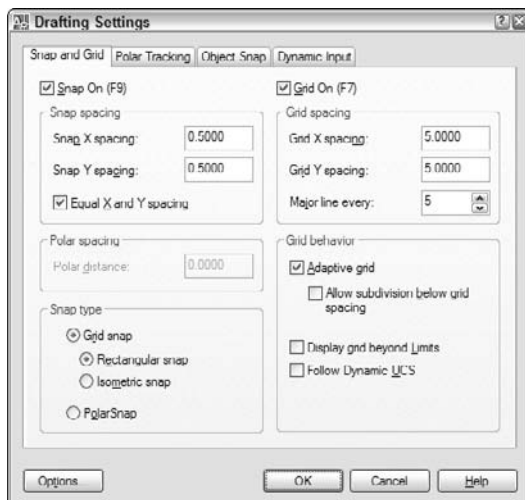 Drafting Settings
Snap and Grid Polar Tracking Object Snap Dynamic Input
Snap On (F9)
Grid On (F7)
Snap spacing
Snap X spacing: 0.5000
Snap Y spacing: 0.5000
Equal X and Y spacing
Grid spacing
Grid X spacing: 5.0000
Grid Y spacing: 5.0000
Major line every: 5
Polar spacing
Polar distance: 0.0000
Grid behavior
Adaptive grid
Allow subdivision below grid
spacing
Display grid beyond Limits
Follow Dynamic UCS
Snap type
Grid snap
Rectangular snap
Isometric snap
PolarSnap
Options... OK Cancel Help